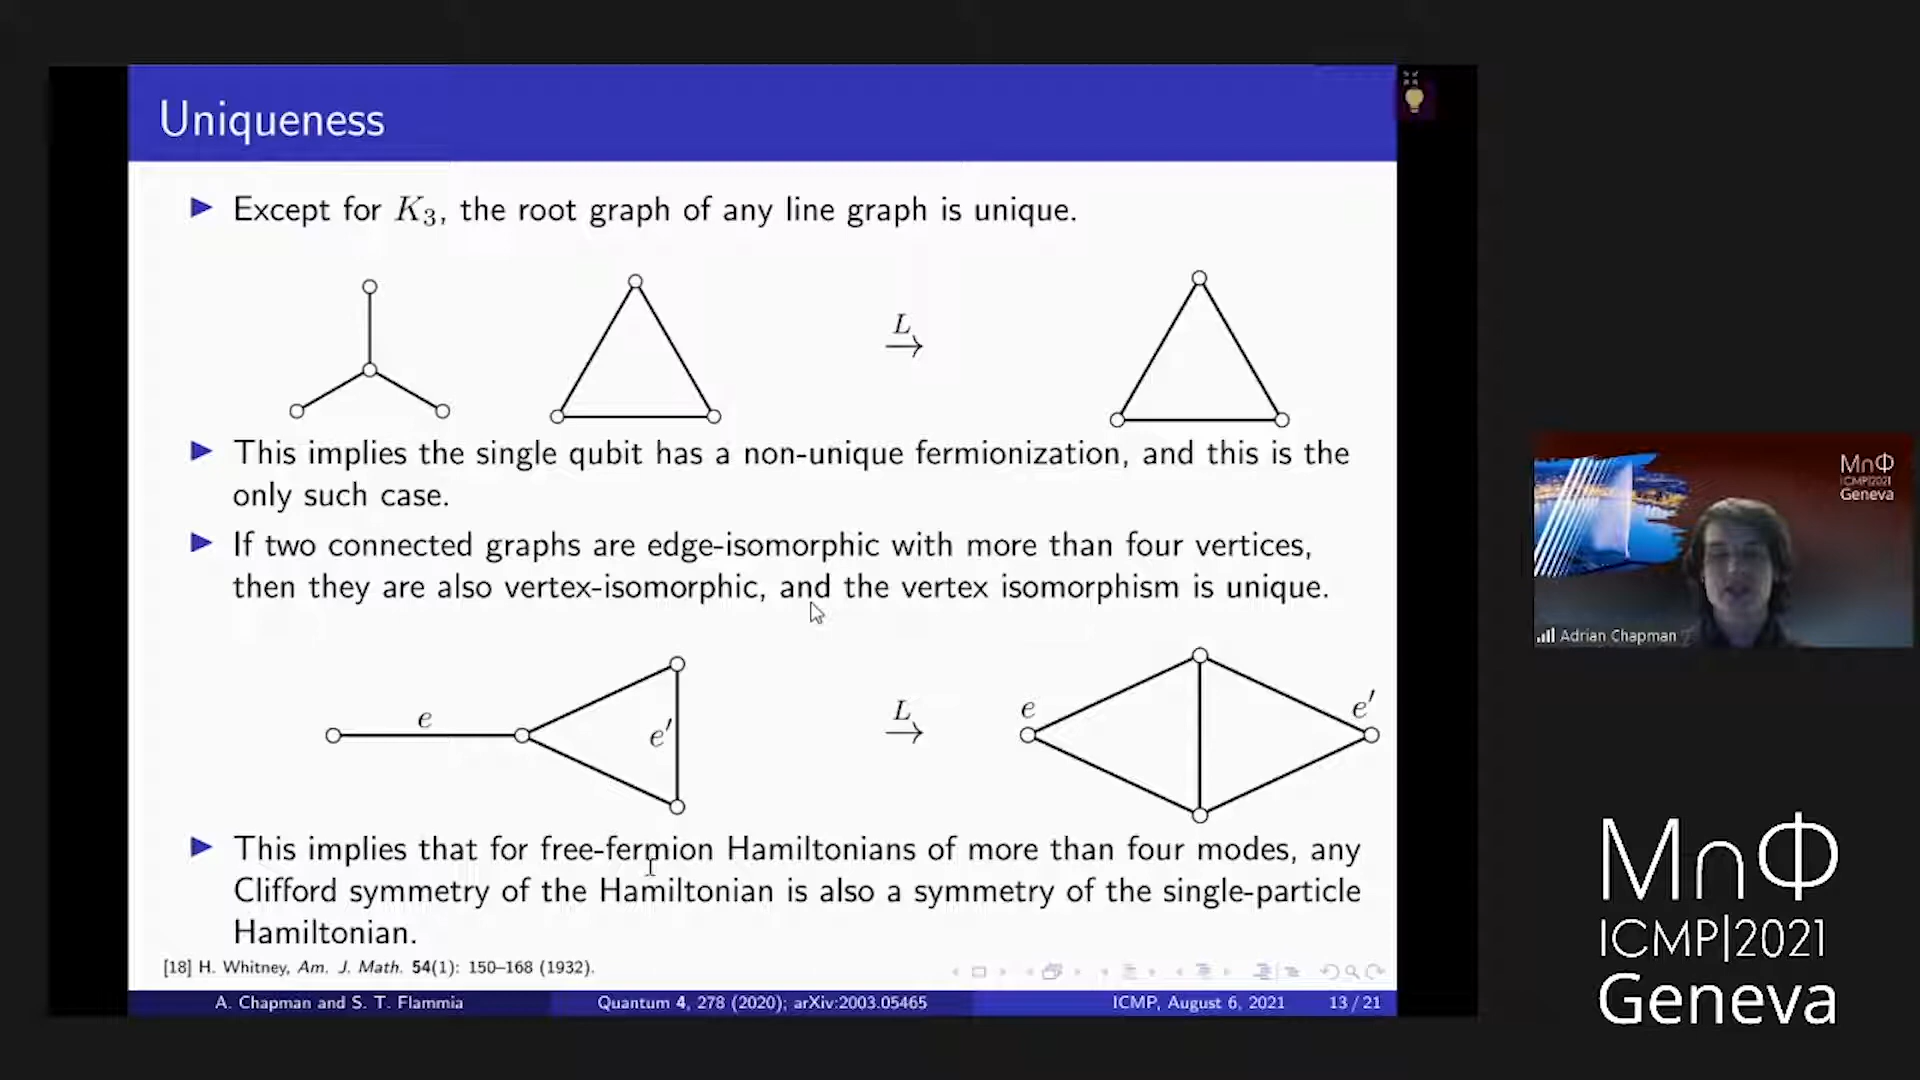 Uniqueness
Except for K₃, the root graph of any line graph is unique.
L
This implies the single qubit has a non-unique fermionization, and this is the
only such case.
If two connected graphs are edge-isomorphic with more than four vertices,
then they are also vertex-isomorphic, and the vertex isomorphism is unique.
e
e′
L
e
e′
This implies that for free-fermion Hamiltonians of more than four modes, any
Clifford symmetry of the Hamiltonian is also a symmetry of the single-particle
Hamiltonian.
[18] H. Whitney, Am. J. Math. 54(1): 150–168 (1932).
A. Chapman and S. T. Flammia
Quantum 4, 278 (2020); arXiv:2003.05465
ICMP, August 6, 2021
13 / 21
MnΦ
ICMP|2021
Geneva
Adrian Chapman
MnΦ
ICMP|2021
Geneva